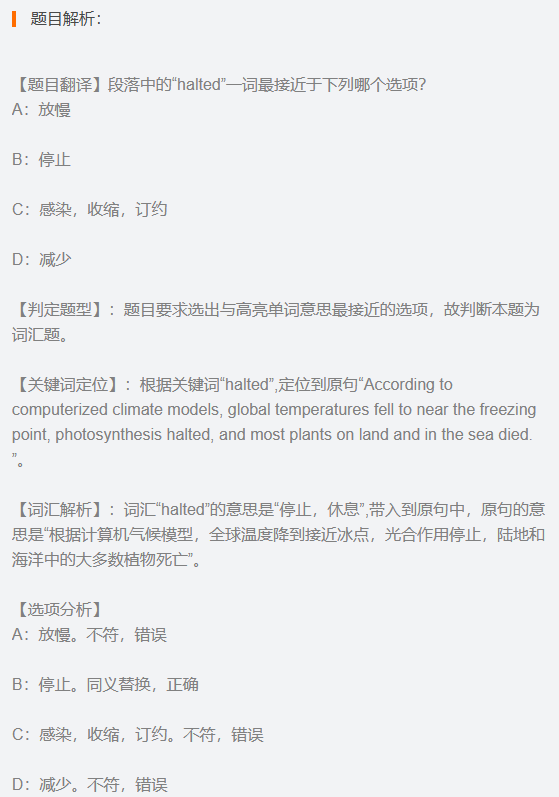 题目解析：
【题目翻译】段落中的“halted”一词最接近于下列哪个选项？
A：放慢
B：停止
C：感染，收缩，订约
D：减少
【判定题型】：题目要求选出与高亮单词意思最接近的选项，故判断本题为
词汇题。
【关键词定位】：根据关键词“halted”,定位到原句“According to
computerized climate models, global temperatures fell to near the freezing
point, photosynthesis halted, and most plants on land and in the sea died.
”。
【词汇解析】：词汇“halted”的意思是“停止，休息”,带入到原句中，原句的意
思是“根据计算机气候模型，全球温度降到接近冰点，光合作用停止，陆地和
海洋中的大多数植物死亡”。
【选项分析】
A：放慢。不符，错误
B：停止。同义替换，正确
C：感染，收缩，订约。不符，错误
D：减少。不符，错误